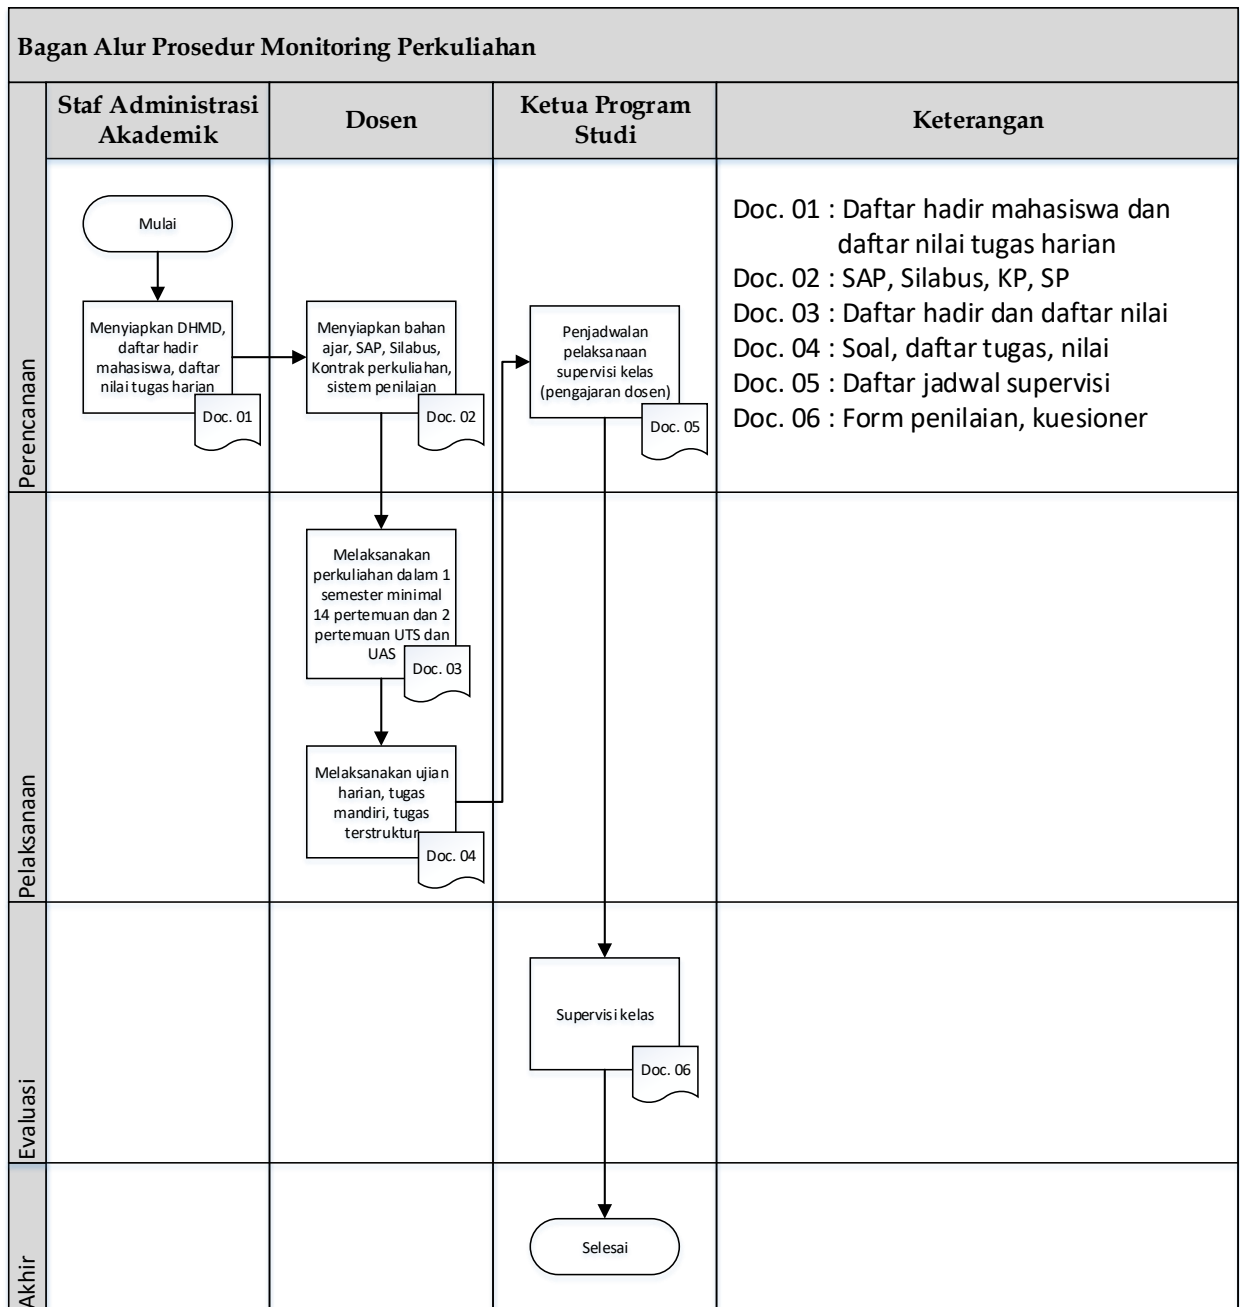 Bagan Alur Prosedur Monitoring Perkuliahan
Staf Administrasi
Akademik
Dosen
Ketua Program
Studi
Keterangan
Perencanaan
Mulai
Menyiapkan DHMD,
daftar hadir
mahasiswa, daftar
nilai tugas harian
Doc. 01
Menyiapkan bahan
ajar, SAP, Silabus,
Kontrak perkuliahan,
sistem penilaian
Doc. 02
Penjadwalan
pelaksanaan
supervisi kelas
(pengajaran dosen)
Doc. 05
Doc. 01 : Daftar hadir mahasiswa dan
daftar nilai tugas harian
Doc. 02 : SAP, Silabus, KP, SP
Doc. 03 : Daftar hadir dan daftar nilai
Doc. 04 : Soal, daftar tugas, nilai
Doc. 05 : Daftar jadwal supervisi
Doc. 06 : Form penilaian, kuesioner
Pelaksanaan
Melaksanakan
perkuliahan dalam 1
semester minimal
14 pertemuan dan 2
pertemuan UTS dan
UAS
Doc. 03
Melaksanakan ujian
harian, tugas
mandiri, tugas
terstruktur
Doc. 04
Evaluasi
Supervisi kelas
Doc. 06
Akhir
Selesai